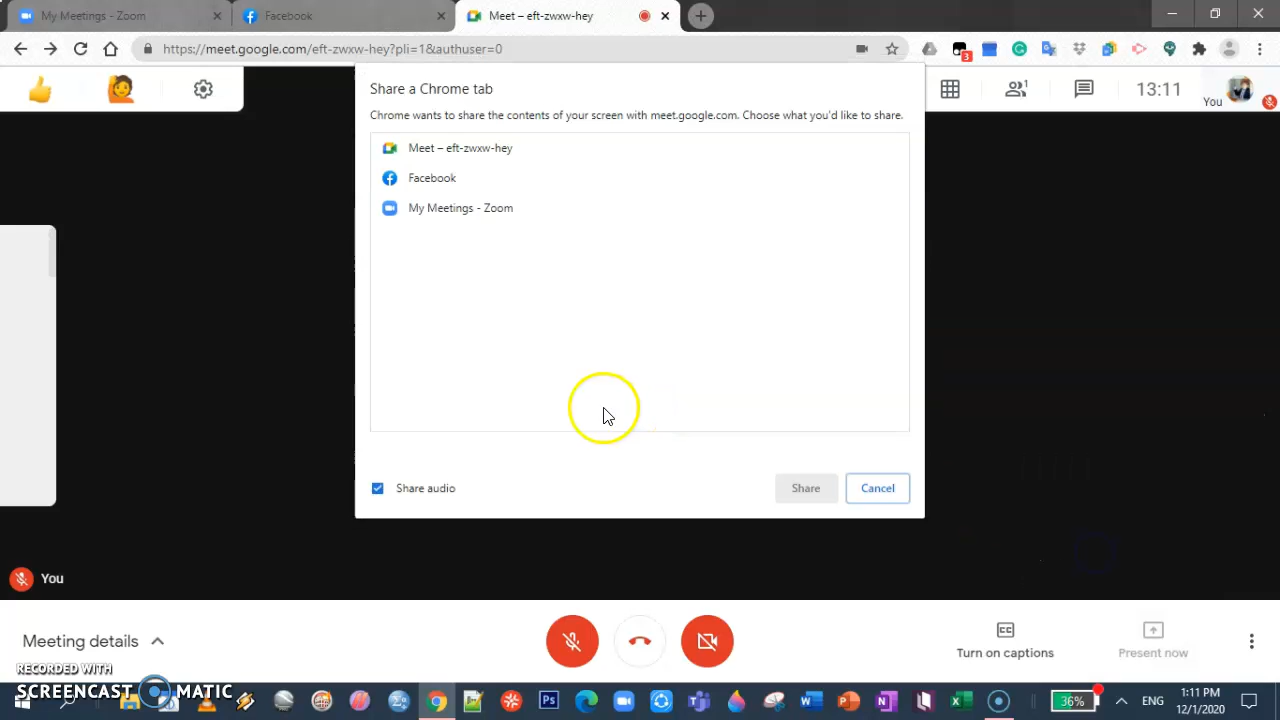 My Meetings - Zoom
Facebook
Meet – eft-zwxw-hey
https://meet.google.com/eft-zwxw-hey?pli=1&authuser=0
3
Share a Chrome tab
Chrome wants to share the contents of your screen with meet.google.com. Choose what you'd like to share.
Meet – eft-zwxw-hey
Facebook
My Meetings - Zoom
Share audio
Share
Cancel
1
13:11
You
You
Meeting details
CC
Turn on captions
Present now
RECORDED WITH
SCREENCAST MATIC
Ps
36%
ENG
1:11 PM
12/1/2020